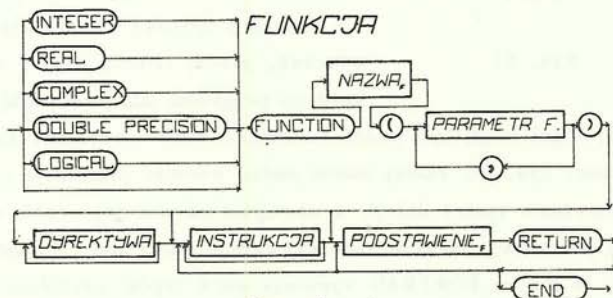 FUNKCJA
INTEGER
REAL
COMPLEX
DOUBLE PRECISION
LOGICAL
FUNCTION
NAZWA F
( PARAMETR F. )
,
DYREKTYWA INSTRUKCJA PODSTAWIENIE F RETURN
END